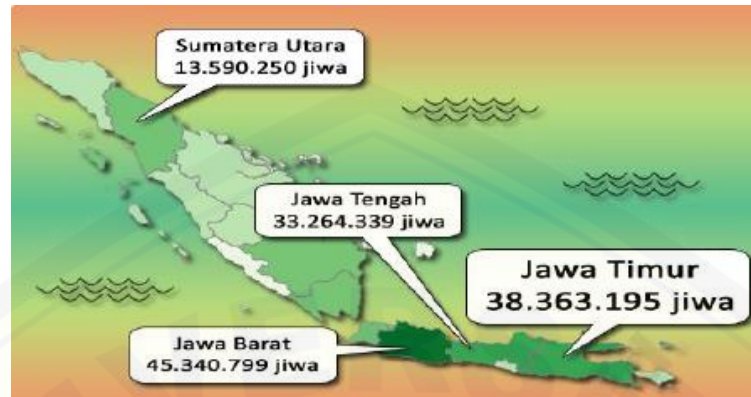 Sumatera Utara
13.590.250 jiwa
Jawa Tengah
33.264.339 jiwa
Jawa Timur
38.363.195 jiwa
Jawa Barat
45.340.799 jiwa